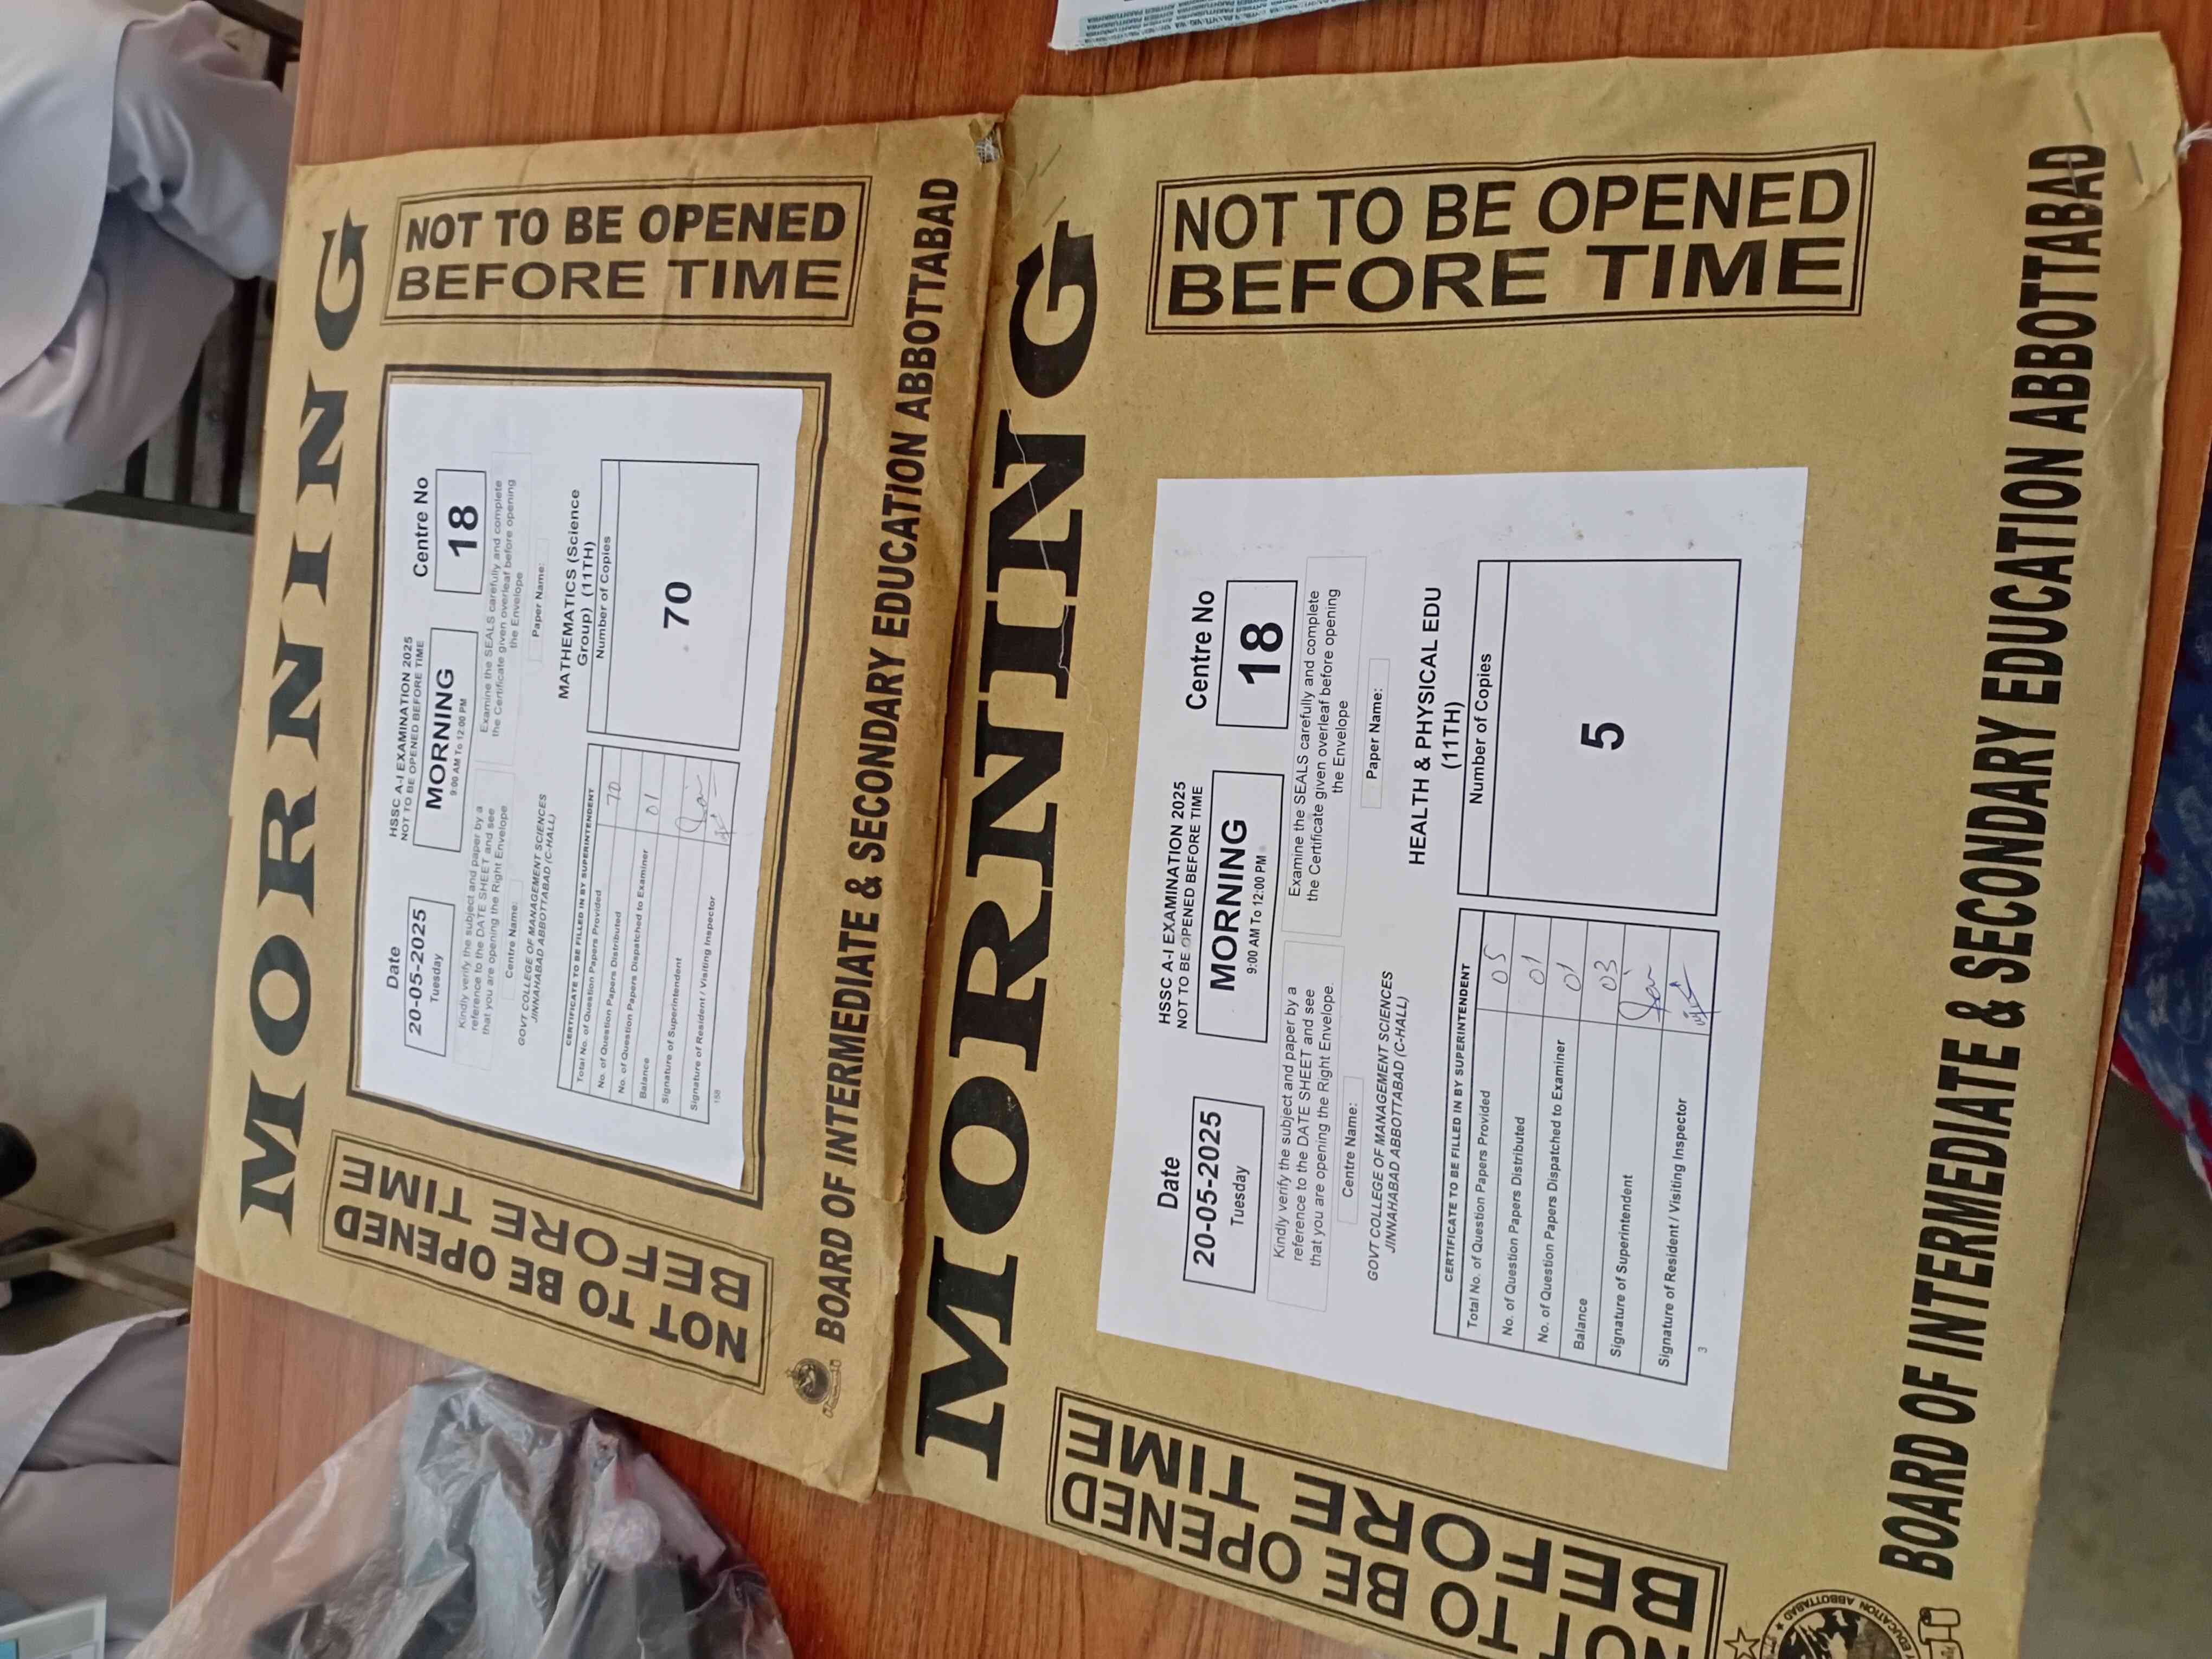 MORNING
NOT TO BE OPENED
BEFORE TIME
NOT TO BE OPENED
BEFORE TIME
Date
20-05-2025
Tuesday
HSSC A-I EXAMINATION 2025
NOT TO BE OPENED BEFORE TIME
MORNING
9:00 AM To 12:00 PM
Centre No
18
Kindly verify the subject and paper by a
reference to the DATE SHEET and see
that you are opening the Right Envelope
Examine the SEALS carefully and complete
the Certificate given overleaf before opening
the Envelope
Centre Name:
GOVT COLLEGE OF MANAGEMENT SCIENCES
JINNAHABAD ABBOTTABAD (C-HALL)
Paper Name:
MATHEMATICS (Science
Group) (11TH)
CERTIFICATE TO BE FILLED IN BY SUPERINTENDENT
Total No. of Question Papers Provided
No. of Question Papers Distributed 70
No. of Question Papers Dispatched to Examiner
Balance 01
Signature of Superintendent
Signature of Resident / Visiting Inspector
158
Number of Copies
70
BOARD OF INTERMEDIATE & SECONDARY EDUCATION ABBOTTABAD
MORNING
NOT TO BE OPENED
BEFORE TIME
NOT TO BE OPENED
BEFORE TIME
Date
20-05-2025
Tuesday
HSSC A-I EXAMINATION 2025
NOT TO BE OPENED BEFORE TIME
MORNING
9:00 AM To 12:00 PM
Centre No
18
Kindly verify the subject and paper by a
reference to the DATE SHEET and see
that you are opening the Right Envelope.
Examine the SEALS carefully and complete
the Certificate given overleaf before opening
the Envelope
Centre Name:
GOVT COLLEGE OF MANAGEMENT SCIENCES
JINNAHABAD ABBOTTABAD (C-HALL)
Paper Name:
HEALTH & PHYSICAL EDU
(11TH)
CERTIFICATE TO BE FILLED IN BY SUPERINTENDENT
Total No. of Question Papers Provided 05
No. of Question Papers Distributed 01
No. of Question Papers Dispatched to Examiner 01
Balance 03
Signature of Superintendent
Signature of Resident / Visiting Inspector
3
Number of Copies
5
BOARD OF INTERMEDIATE & SECONDARY EDUCATION ABBOTTABAD
EDUCATION ABBOTTABAD